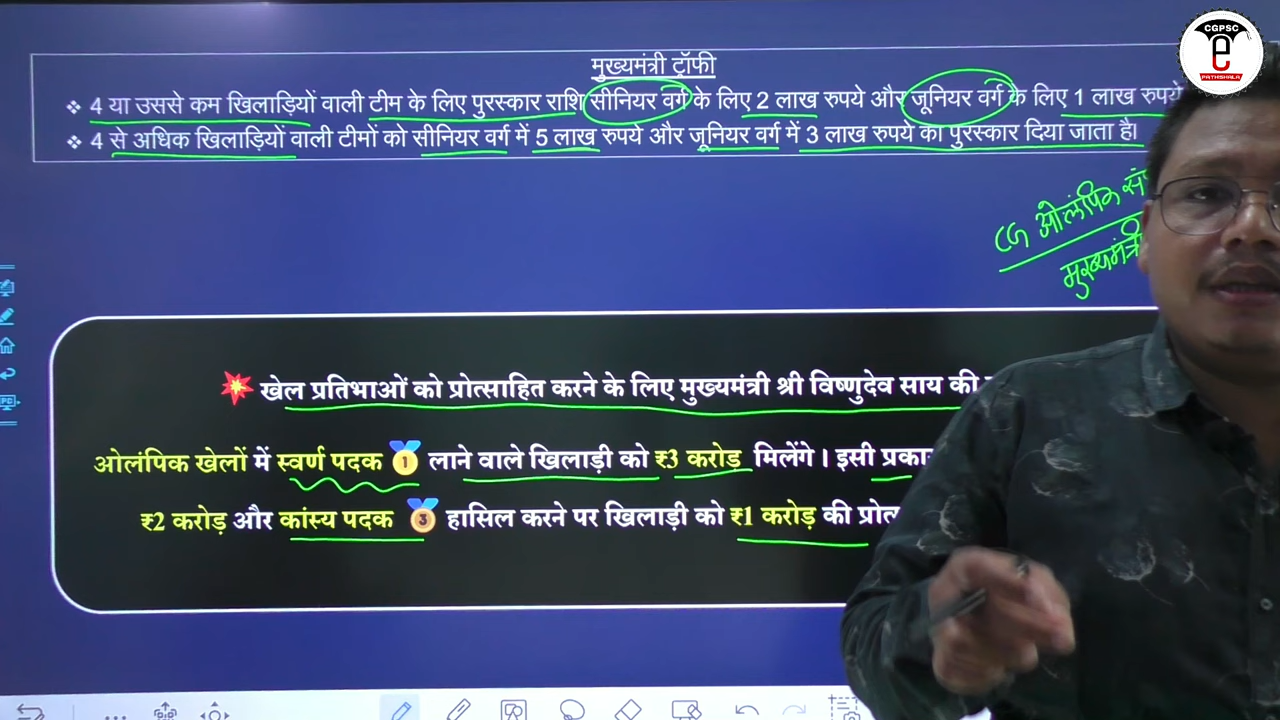 CGPSC
e
PATHSHALA
मुख्यमंत्री ट्रॉफी
❖ 4 या उससे कम खिलाड़ियों वाली टीम के लिए पुरस्कार राशि सीनियर वर्ग के लिए 2 लाख रुपये और जूनियर वर्ग के लिए 1 लाख रुपये
❖ 4 से अधिक खिलाड़ियों वाली टीमों को सीनियर वर्ग में 5 लाख रुपये और जूनियर वर्ग में 3 लाख रुपये का पुरस्कार दिया जाता है।
CG ओलंपिक
मुख्यमंत्री
खेल प्रतिभाओं को प्रोत्साहित करने के लिए मुख्यमंत्री श्री विष्णुदेव साय की
ओलंपिक खेलों में स्वर्ण पदक 🥇 लाने वाले खिलाड़ी को ₹3 करोड़ मिलेंगे। इसी
₹2 करोड़ और कांस्य पदक 🥉 हासिल करने पर खिलाड़ी को ₹1 करोड़ की